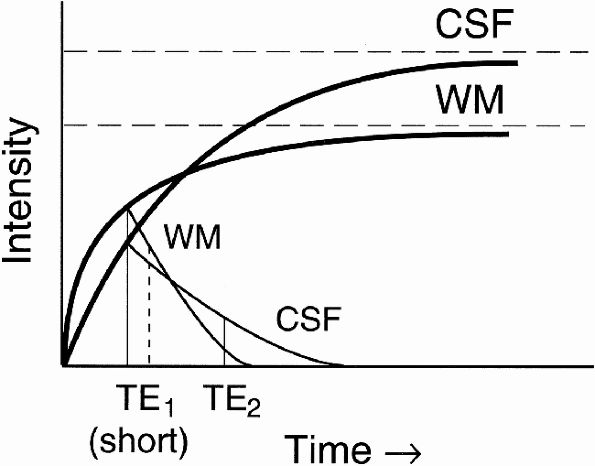 CSF
WM
Intensity
WM
CSF
TE₁ TE₂
(short)
Time →